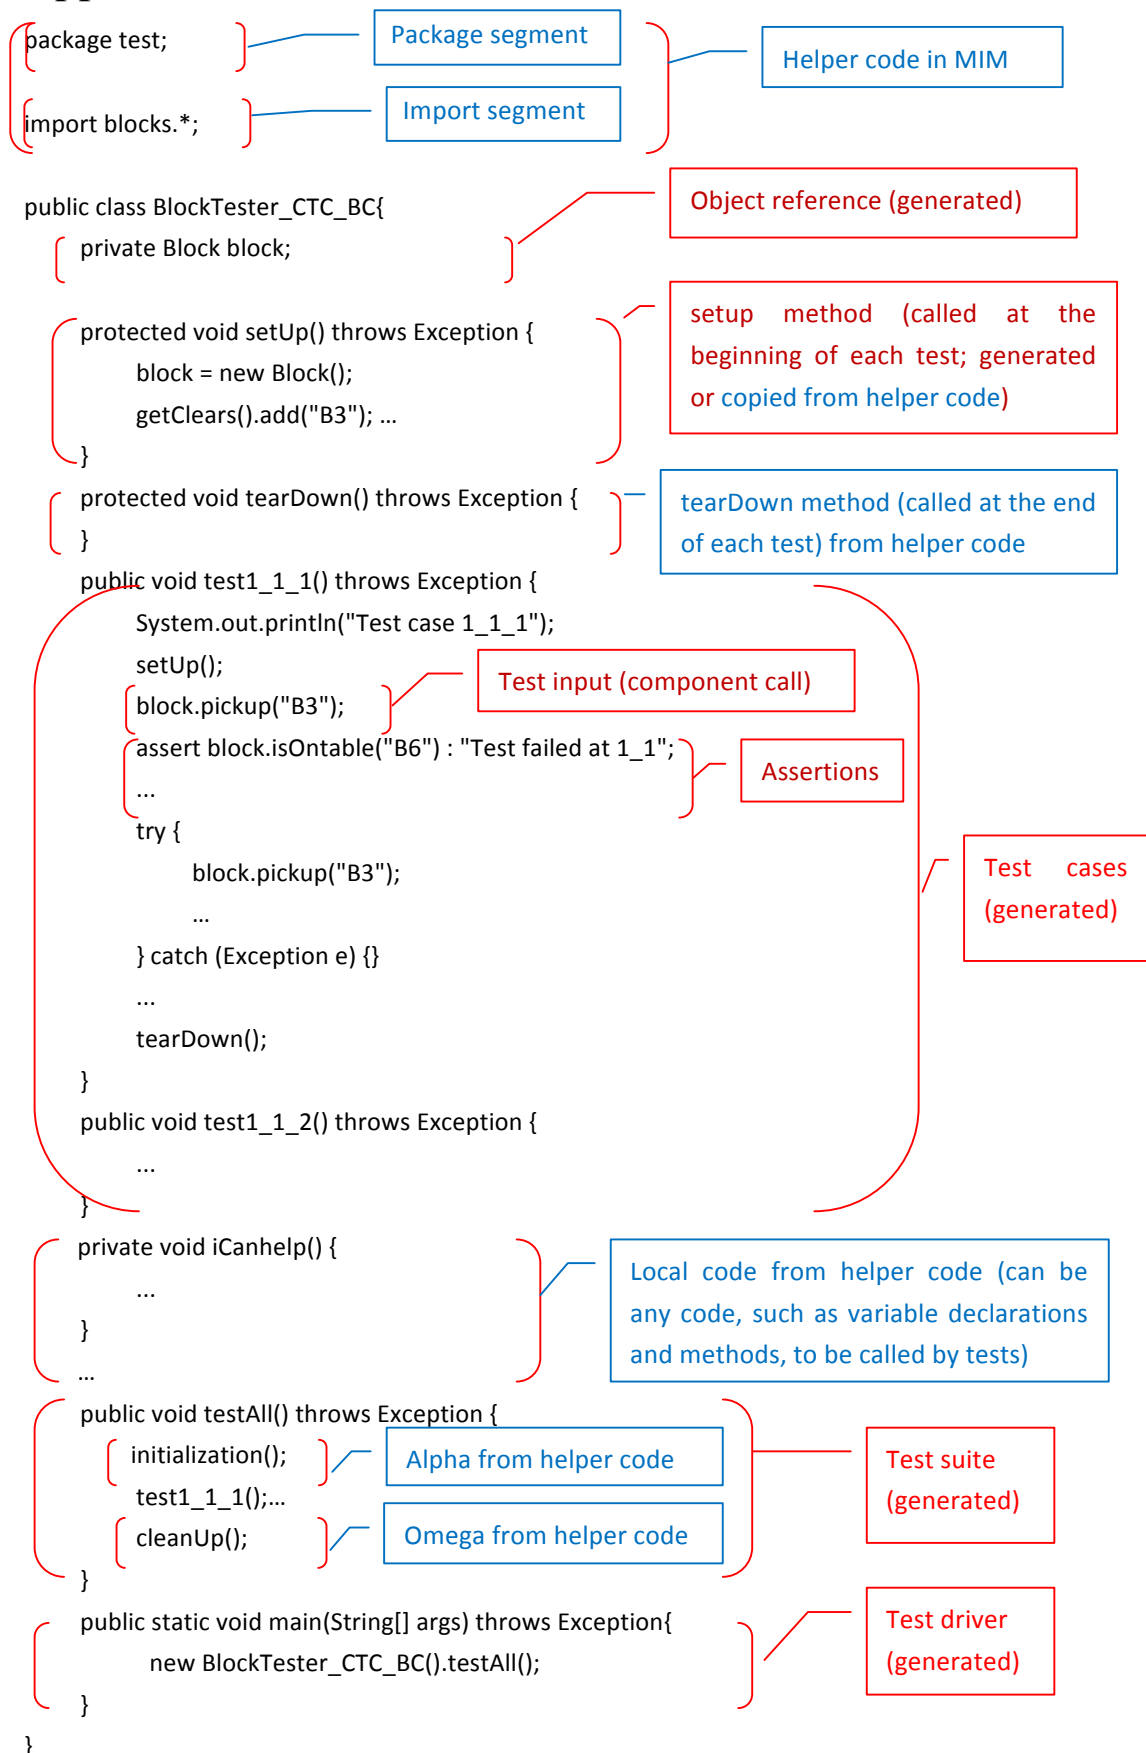 package test;
Package segment
Helper code in MIM
import blocks.*;
Import segment
public class BlockTester_CTC_BC{
Object reference (generated)
private Block block;
protected void setUp() throws Exception {
block = new Block();
getClears().add("B3"); ...
}
setup method (called at the
beginning of each test; generated
or copied from helper code)
protected void tearDown() throws Exception {
}
tearDown method (called at the end
of each test) from helper code
public void test1_1_1() throws Exception {
System.out.println("Test case 1_1_1");
setUp();
block.pickup("B3");
Test input (component call)
assert block.isOntable("B6") : "Test failed at 1_1";
...
Assertions
try {
block.pickup("B3");
...
} catch (Exception e) {}
...
tearDown();
}
Test cases
(generated)
public void test1_1_2() throws Exception {
...
}
private void iCanhelp() {
...
}
...
Local code from helper code (can be
any code, such as variable declarations
and methods, to be called by tests)
public void testAll() throws Exception {
initialization();
Alpha from helper code
test1_1_1();...
cleanUp();
Omega from helper code
}
Test suite
(generated)
public static void main(String[] args) throws Exception{
new BlockTester_CTC_BC().testAll();
}
Test driver
(generated)
}